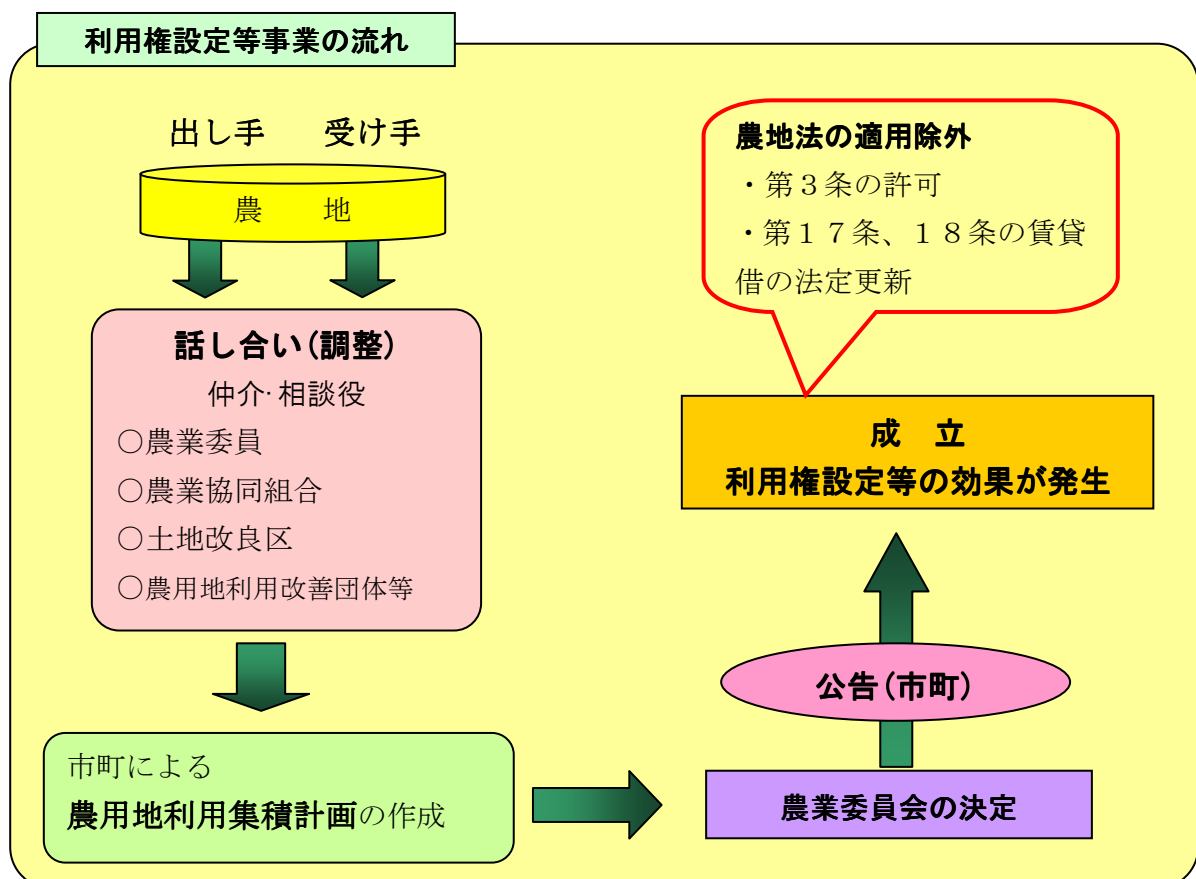 利用権設定等事業の流れ
出し手　受け手
農　地
話し合い(調整)
仲介･相談役
○農業委員
○農業協同組合
○土地改良区
○農用地利用改善団体等
市町による
農用地利用集積計画の作成
農業委員会の決定
公告(市町)
成　立
利用権設定等の効果が発生
農地法の適用除外
・第３条の許可
・第１７条、１８条の賃貸
借の法定更新